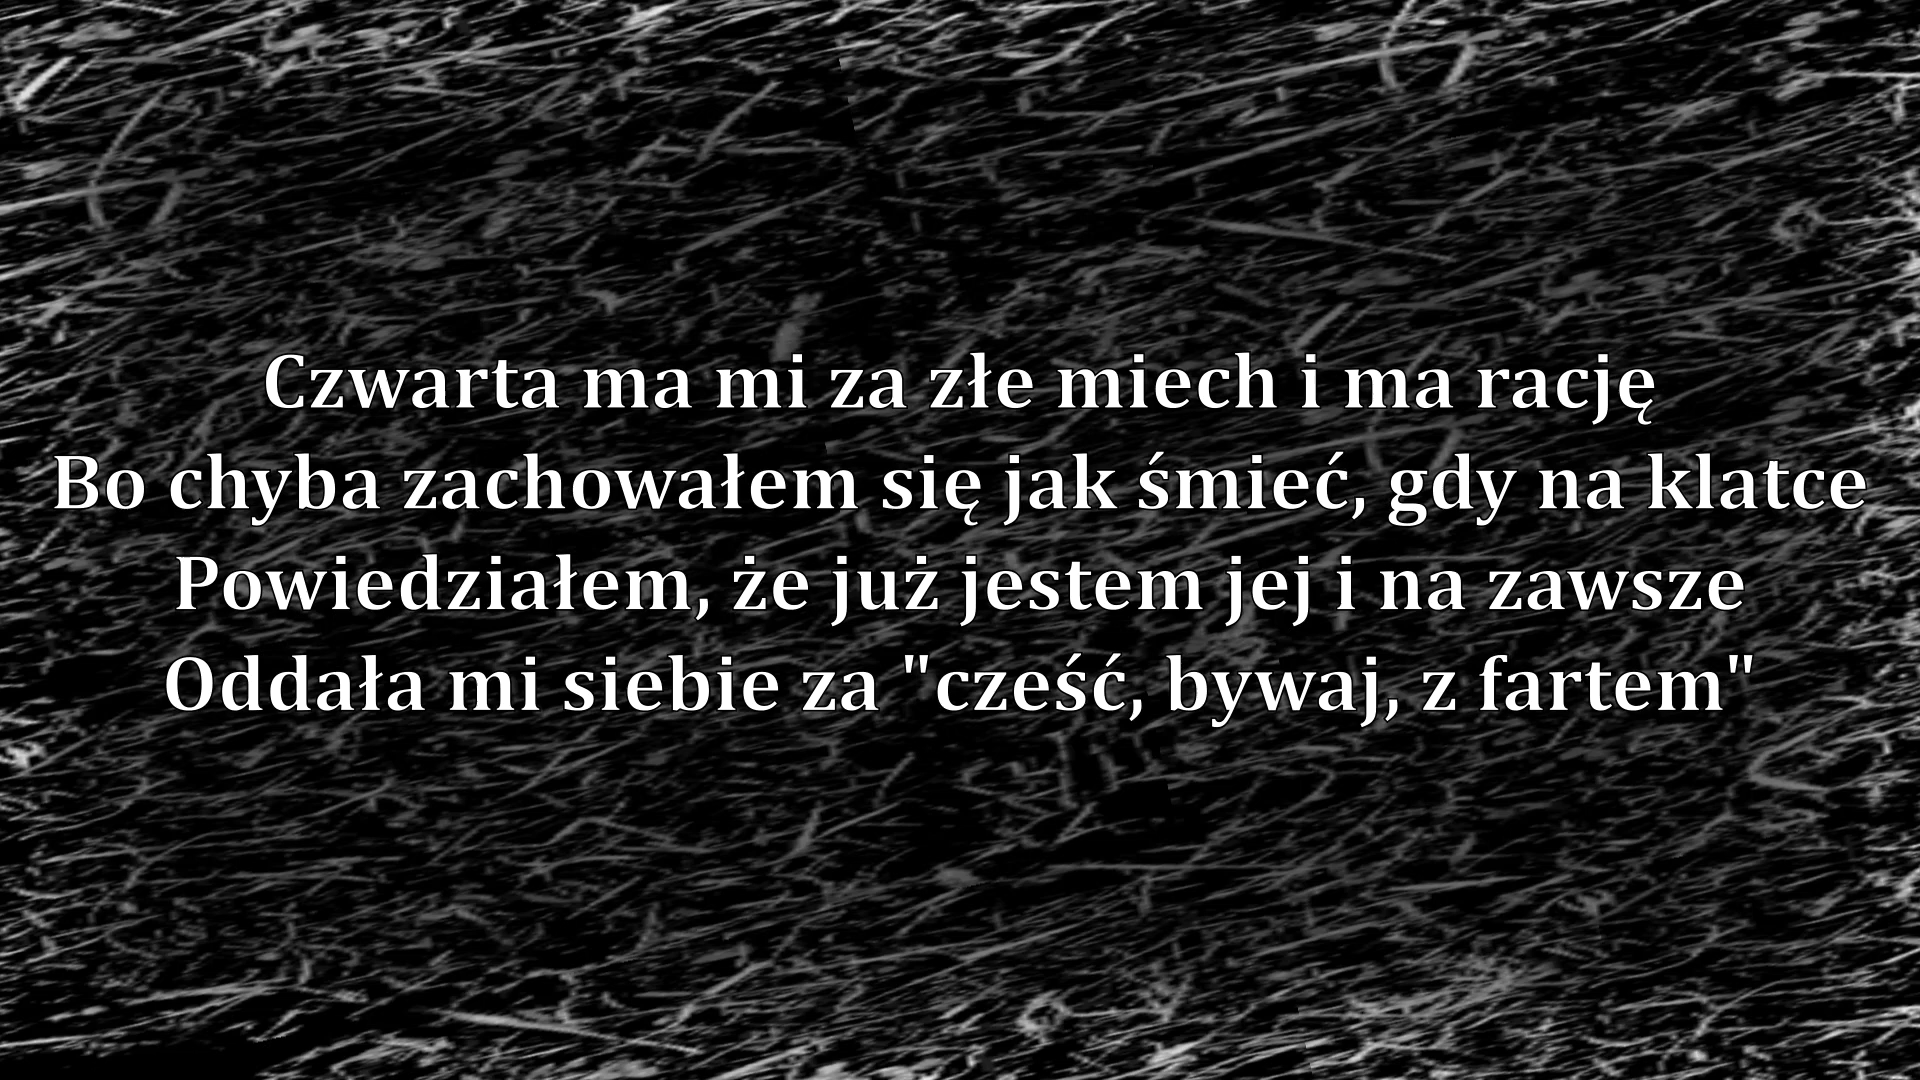 Czwarta ma mi za złe miech i ma rację
Bo chyba zachowałem się jak śmieć, gdy na klatce
Powiedziałem, że już jestem jej i na zawsze
Oddała mi siebie za "cześć, bywaj, z fartem"